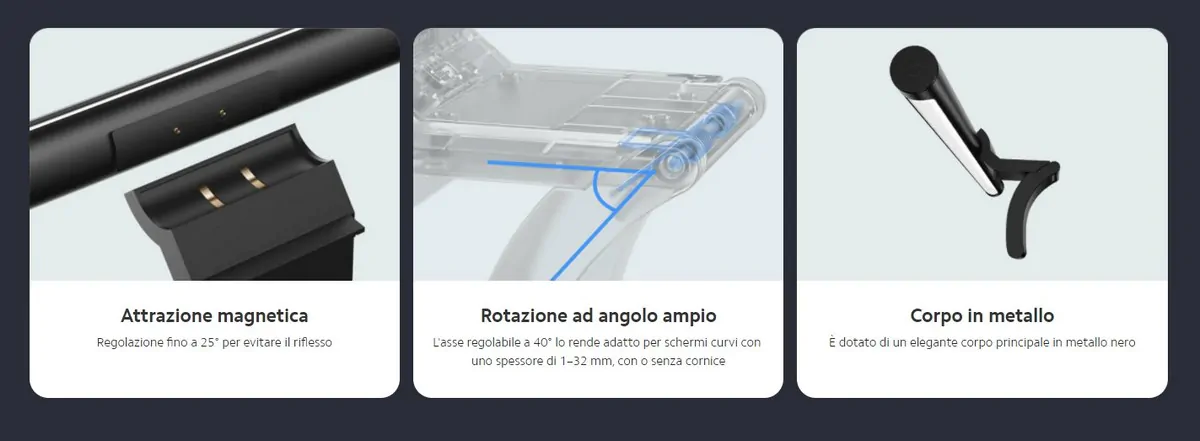 Attrazione magnetica
Regolazione fino a 25° per evitare il riflesso
Rotazione ad angolo ampio
L'asse regolabile a 40° lo rende adatto per schermi curvi con
uno spessore di 1–32 mm, con o senza cornice
Corpo in metallo
È dotato di un elegante corpo principale in metallo nero